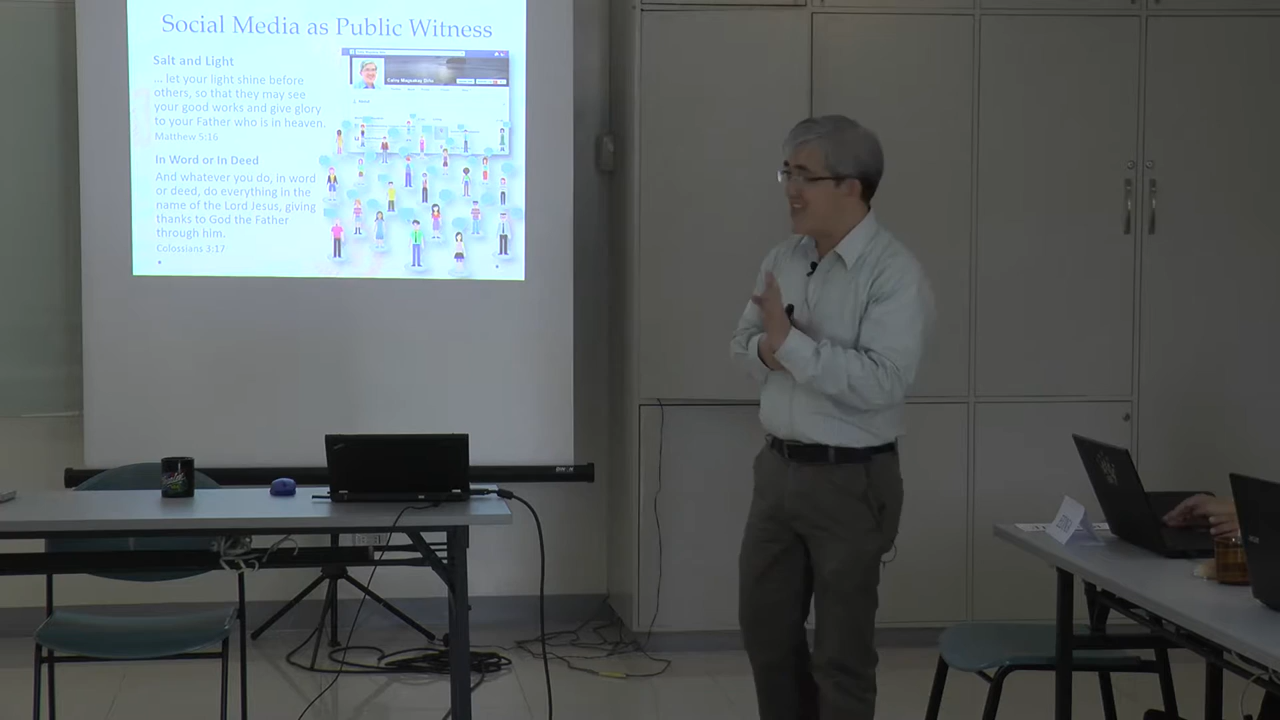 Social Media as Public Witness
Salt and Light
... let your light shine before
others, so that they may see
your good works and give glory
to your Father who is in heaven.
Matthew 5:16
In Word or In Deed
And whatever you do, in word
or deed, do everything in the
name of the Lord Jesus, giving
thanks to God the Father
through him.
Colossians 3:17